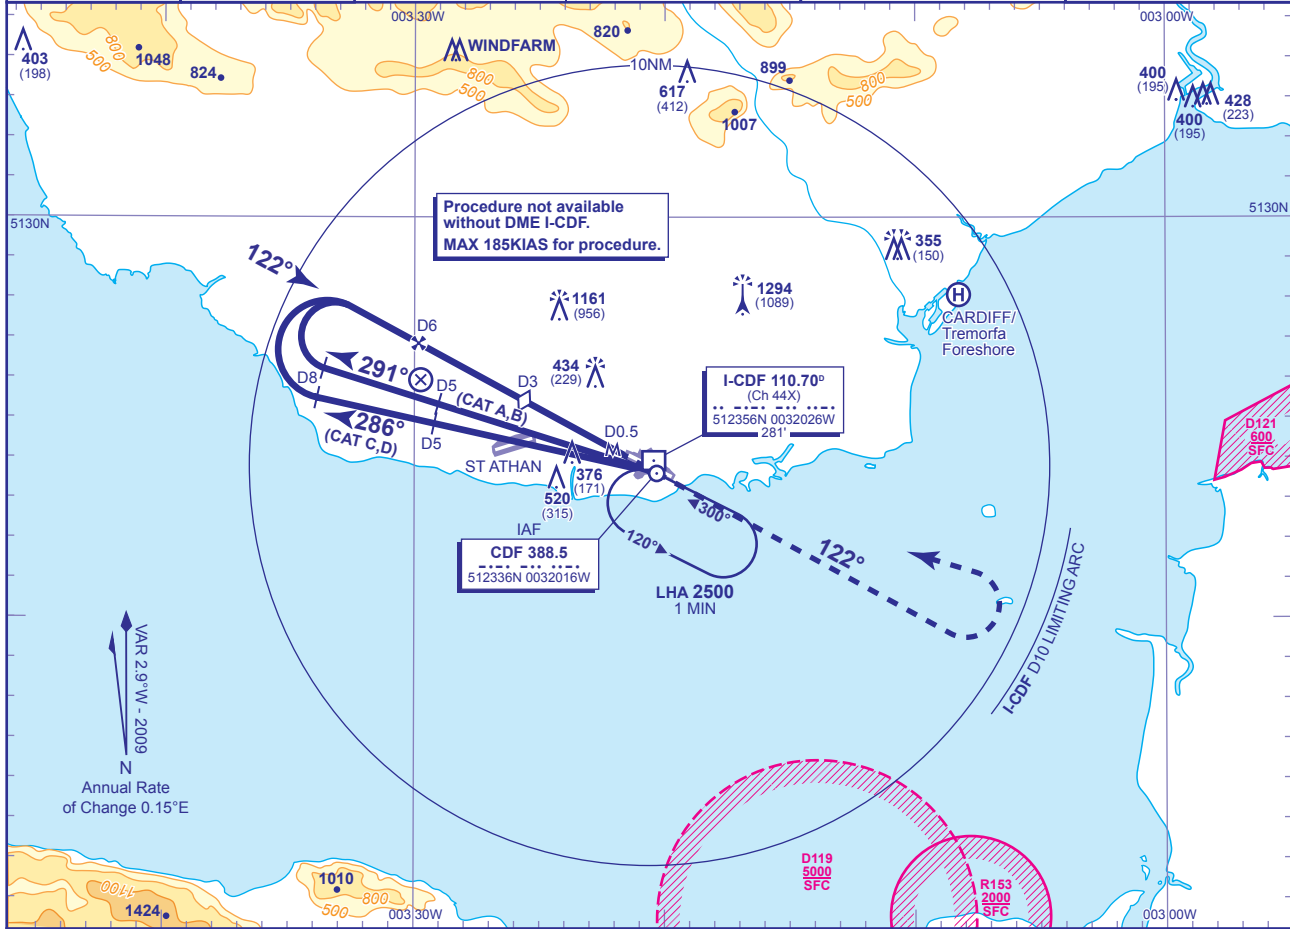 003 30W
003 00W
403
(198)
800
500
1048
824
WINDFARM
820
800
500
10NM
617
(412)
899
800
500
1007
400
(195)
428
(223)
400
(195)
5130N
5130N
Procedure not available
without DME I-CDF.
MAX 185KIAS for procedure.
355
(150)
122°
1161
(956)
1294
(1089)
H
CARDIFF/
Tremorfa
Foreshore
D6
434
(229)
291°
(CAT A,B)
D8
D5
D3
286°
(CAT C,D)
D5
D0.5
I-CDF 110.70ᴰ
(Ch 44X)
512356N 0032026W
281'
D121
600
SFC
ST ATHAN
376
(171)
520
(315)
IAF
CDF 388.5
512336N 0032016W
300°
120°
LHA 2500
1 MIN
122°
I-CDF D10 LIMITING ARC
VAR 2.9°W - 2009
N
Annual Rate
of Change 0.15°E
D119
5000
SFC
R153
2000
SFC
1100
1424
1010
800
500
003 30W
003 00W